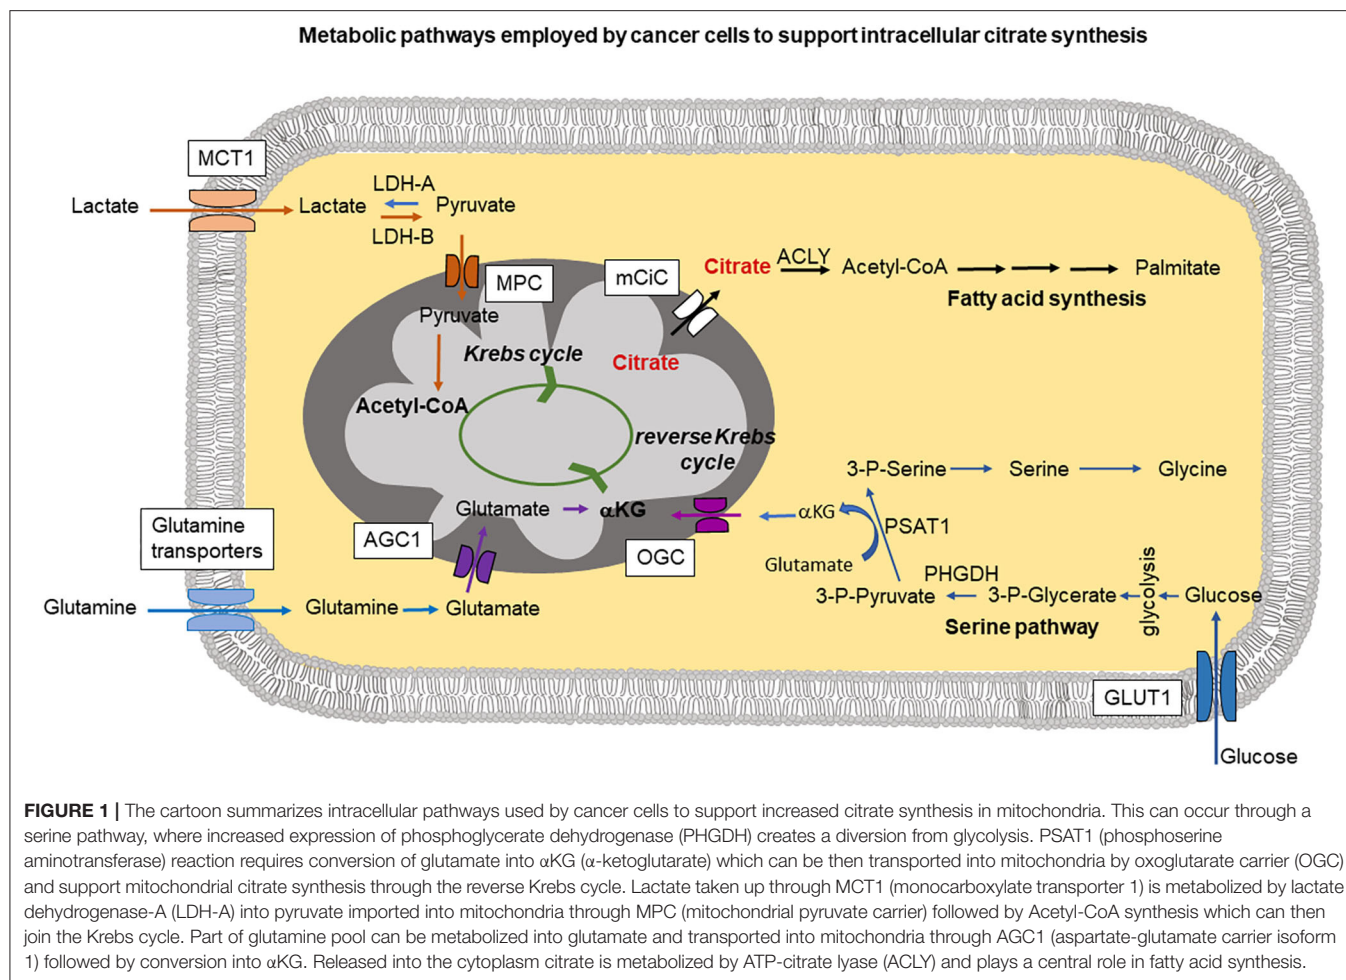 Metabolic pathways employed by cancer cells to support intracellular citrate synthesis
MCT1
Lactate
Lactate
LDH-A
Pyruvate
LDH-B
MPC
mCiC
Citrate
ACLY
Acetyl-CoA
Palmitate
Fatty acid synthesis
Pyruvate
Krebs cycle
Citrate
Acetyl-CoA
reverse Krebs
cycle
3-P-Serine
Serine
Glycine
Glutamate
αKG
αKG
PSAT1
Glutamine
transporters
AGC1
OGC
Glutamate
PHGDH
glycolysis
Glutamine
Glutamine
Glutamate
3-P-Pyruvate
3-P-Glycerate
Glucose
Serine pathway
GLUT1
Glucose
FIGURE 1 | The cartoon summarizes intracellular pathways used by cancer cells to support increased citrate synthesis in mitochondria. This can occur through a
serine pathway, where increased expression of phosphoglycerate dehydrogenase (PHGDH) creates a diversion from glycolysis. PSAT1 (phosphoserine
aminotransferase) reaction requires conversion of glutamate into αKG (α-ketoglutarate) which can be then transported into mitochondria by oxoglutarate carrier (OGC)
and support mitochondrial citrate synthesis through the reverse Krebs cycle. Lactate taken up through MCT1 (monocarboxylate transporter 1) is metabolized by lactate
dehydrogenase-A (LDH-A) into pyruvate imported into mitochondria through MPC (mitochondrial pyruvate carrier) followed by Acetyl-CoA synthesis which can then
join the Krebs cycle. Part of glutamine pool can be metabolized into glutamate and transported into mitochondria through AGC1 (aspartate-glutamate carrier isoform
1) followed by conversion into αKG. Released into the cytoplasm citrate is metabolized by ATP-citrate lyase (ACLY) and plays a central role in fatty acid synthesis.